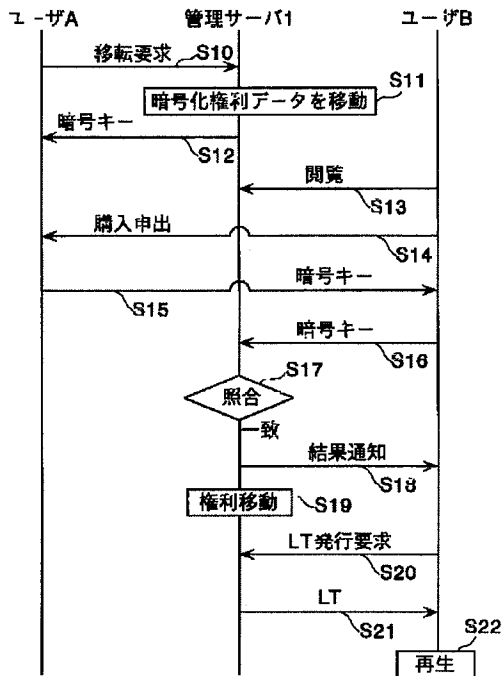 ユーザA 管理サーバ1 ユーザB
移転要求 S10
暗号化権利データを移動 S11
暗号キー
S12
閲覧
S13
購入申出
S14
暗号キー
S15
暗号キー
S16
S17
照合
一致
結果通知
S18
権利移動 S19
LT発行要求
S20
LT
S21
S22
再生